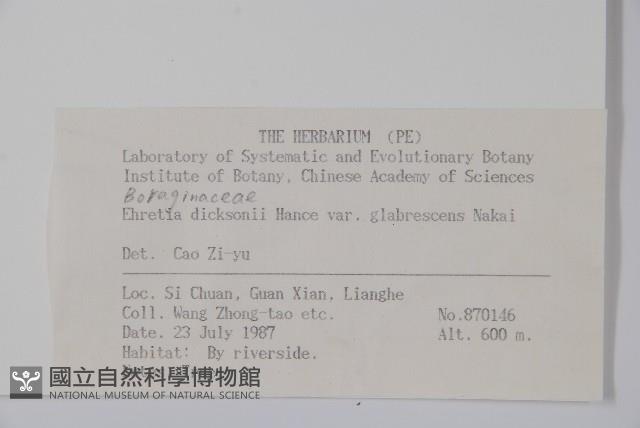 THE HERBARIUM (PE)
Laboratory of Systematic and Evolutionary Botany
Institute of Botany, Chinese Academy of Sciences
Boraginaceae
Ehretia dicksonii Hance var. glabrescens Nakai
Det. Cao Zi-yu
Loc. Si Chuan, Guan Xian, Lianghe
Coll. Wang Zhong-tao etc. No.870146
Date. 23 July 1987 Alt. 600 m.
Habitat: By riverside.
國立自然科學博物館
NATIONAL MUSEUM OF NATURAL SCIENCE